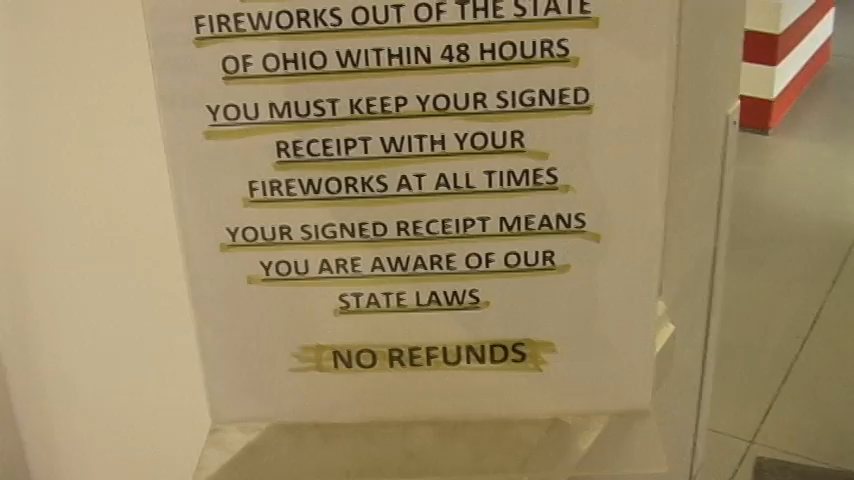 FIREWORKS OUT OF THE STATE
OF OHIO WITHIN 48 HOURS
YOU MUST KEEP YOUR SIGNED
RECEIPT WITH YOUR
FIREWORKS AT ALL TIMES
YOUR SIGNED RECEIPT MEANS
YOU ARE AWARE OF OUR
STATE LAWS
NO REFUNDS